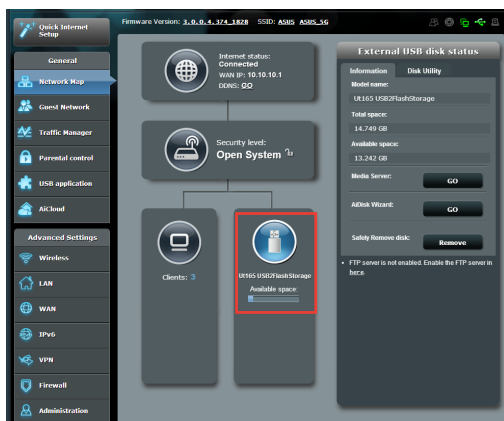 Quick Internet
Setup
Firmware Version: 3.0.0.4.374_1828 SSID: ASUS ASUS_5G
General
Network Map
Guest Network
Traffic Manager
Parental control
USB application
AiCloud
Advanced Settings
Wireless
LAN
WAN
IPv6
VPN
Firewall
Administration
Internet status:
Connected
WAN IP: 10.10.10.1
DDNS: GO
Security level:
Open System
Clients: 3
Ut165 USB2FlashStorage
Available space:
External USB disk status
Information Disk Utility
Model name:
Ut165 USB2FlashStorage
Total space:
14.749 GB
Available space:
13.242 GB
Media Server: GO
AiDisk Wizard: GO
Safely Remove disk: Remove
FTP server is not enabled. Enable the FTP server in
here.